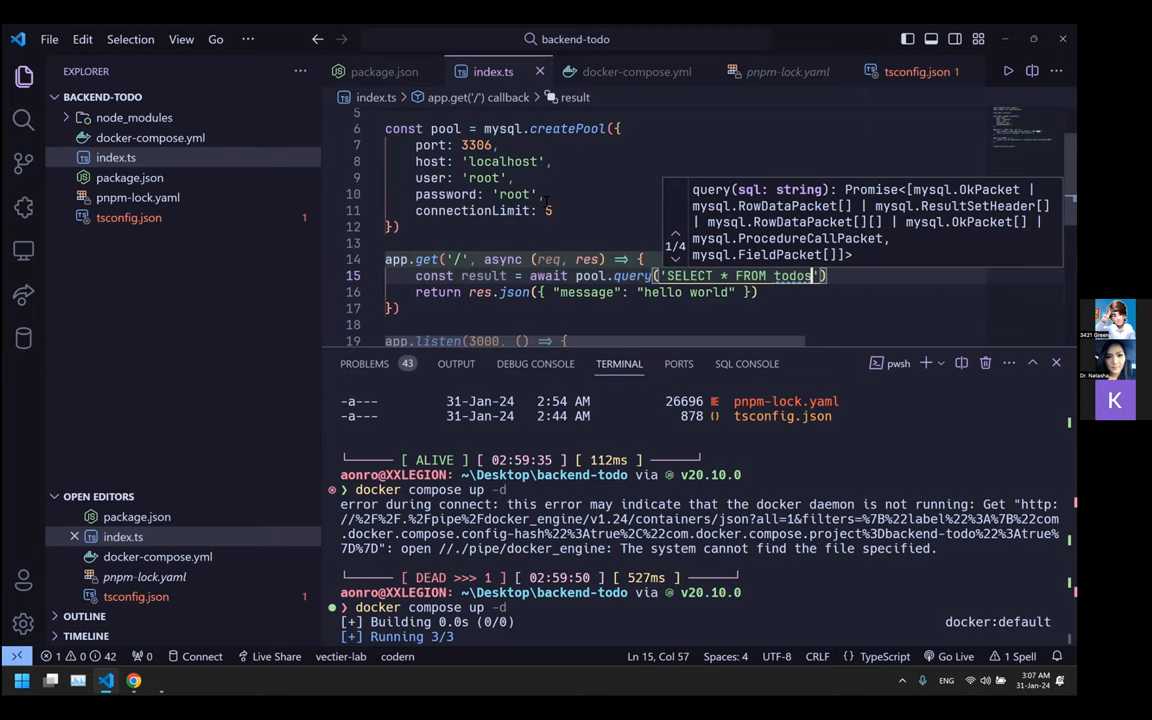 File Edit Selection View Go ··· backend-todo
EXPLORER ···
package.json index.ts docker-compose.yml pnpm-lock.yaml tsconfig.json 1 ···
index.ts > app.get('/') callback > result
BACKEND-TODO
node_modules
docker-compose.yml
index.ts
package.json
pnpm-lock.yaml
tsconfig.json
5
6 const pool = mysql.createPool({
7 port: 3306,
8 host: 'localhost',
9 user: 'root',
10 password: 'root',
11 connectionLimit: 5
12 })
13
14 app.get('/', async (req, res) => {
15 const result = await pool.query('SELECT * FROM todos')
16 return res.json({ "message": "hello world" })
17 })
18
19 app.listen(3000, () => {
1/4
query(sql: string): Promise<[mysql.OkPacket |
mysql.RowDataPacket[] | mysql.ResultSetHeader[]
| mysql.RowDataPacket[][] | mysql.OkPacket[] |
mysql.ProcedureCallPacket,
mysql.FieldPacket[]]>
3421 Green
Dr. Natasha
K
PROBLEMS 43 OUTPUT DEBUG CONSOLE TERMINAL PORTS SQL CONSOLE pwsh ···
-a--- 31-Jan-24 2:54 AM 26696 pnpm-lock.yaml
-a--- 31-Jan-24 2:44 AM 878 {} tsconfig.json
[ ALIVE ] [ 02:59:35 ] [ 112ms ]
aonro@XXLEGION: ~\Desktop\backend-todo via v20.10.0
❯ docker compose up -d
error during connect: this error may indicate that the docker daemon is not running: Get "http:
//%2F%2F.%2Fpipe%2Fdocker_engine/v1.24/containers/json?all=1&filters=%7B%22label%22%3A%7B%22com
.docker.compose.config-hash%22%3Atrue%2C%22com.docker.compose.project%3Dbackend-todo%22%3Atrue%
7D%7D": open //./pipe/docker_engine: The system cannot find the file specified.
[ DEAD >>> 1 ] [ 02:59:50 ] [ 527ms ]
aonro@XXLEGION: ~\Desktop\backend-todo via v20.10.0
❯ docker compose up -d
[+] Building 0.0s (0/0) docker:default
[+] Running 3/3
OPEN EDITORS
package.json
index.ts
docker-compose.yml
pnpm-lock.yaml
tsconfig.json 1
OUTLINE
TIMELINE
1 0 42 0 Connect Live Share vectier-lab codern Ln 15, Col 57 Spaces: 4 UTF-8 CRLF {} TypeScript Go Live 1 Spell
ENG 3:07 AM
31-Jan-24